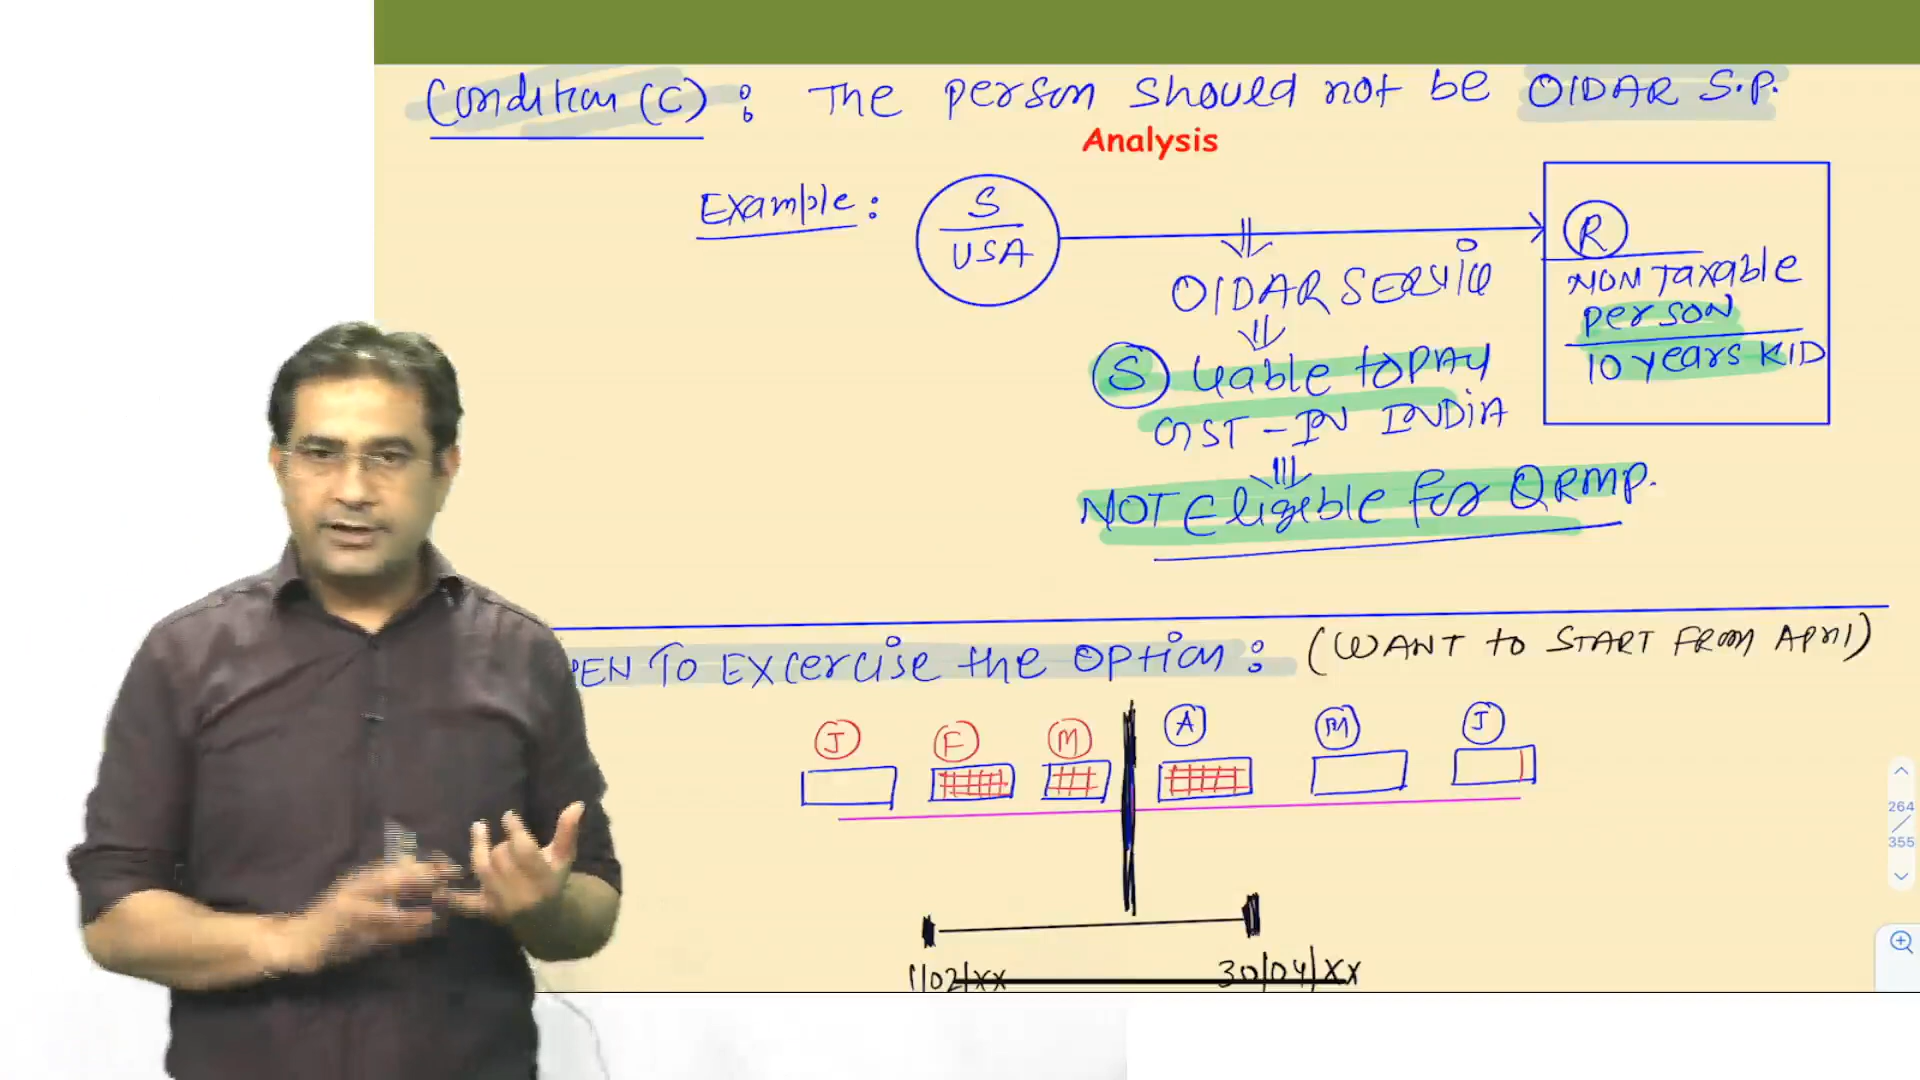 Condition (C) : The person should not be OIDAR S.P.
Analysis
Example :
S
USA
R
NON Taxable
person
10 years KID
OIDAR SERVICE
S Liable to PAY
GST - IN INDIA
NOT Eligible for QRMP.
PEN TO EXCercise the OPtion : (WANT to START FROM April)
J F M A M J
1/02/xx 30/04/xx
264
/
355